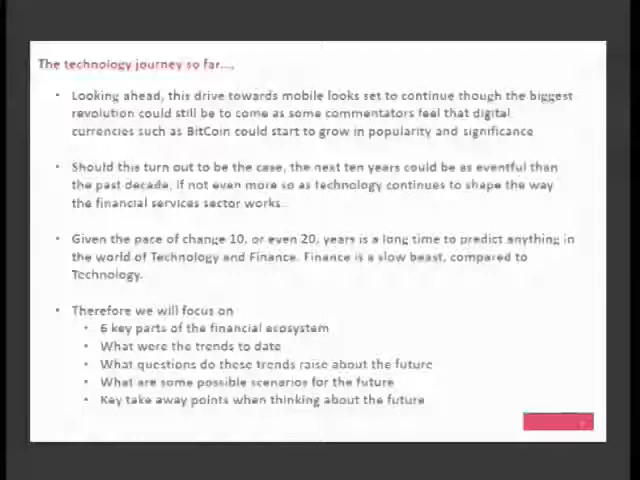 The technology journey so far....
• Looking ahead, this drive towards mobile looks set to continue though the biggest
revolution could still be to come as some commentators feel that digital
currencies such as BitCoin could start to grow in popularity and significance
• Should this turn out to be the case, the next ten years could be as eventful than
the past decade, if not even more so as technology continues to shape the way
the financial services sector works.
• Given the pace of change 10, or even 20, years is a long time to predict anything in
the world of Technology and Finance. Finance is a slow beast, compared to
Technology.
• Therefore we will focus on
• 6 key parts of the financial ecosystem
• What were the trends to date
• What questions do these trends raise about the future
• What are some possible scenarios for the future
• Key take away points when thinking about the future